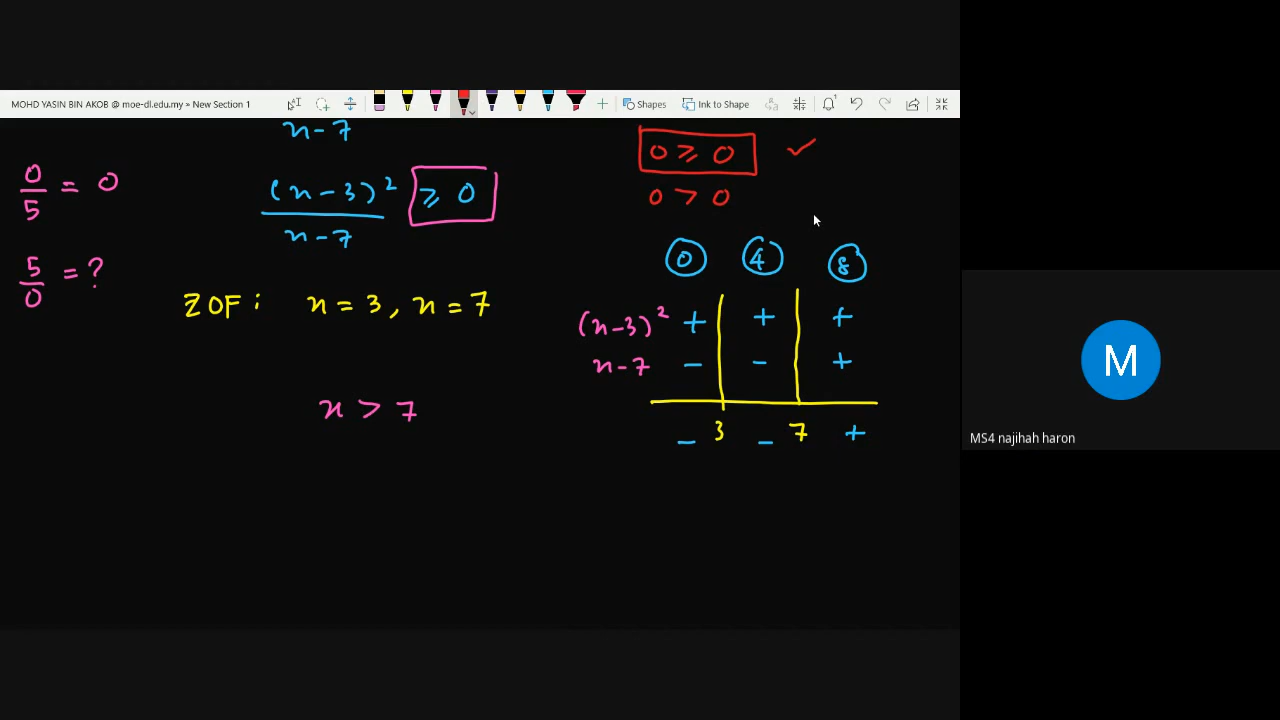 MOHD YASIN BIN AKOB @ moe-dl.edu.my » New Section 1
Shapes
Ink to Shape
x-7
0/5 = 0
5/0 = ?
(x-3)² / x-7 ≥ 0
ZOF : x = 3, x = 7
x > 7
0 ≥ 0 ✓
0 > 0
0 4 8
(x-3)² + + +
x-7 - - +
- 3 - 7 +
M
MS4 najihah haron